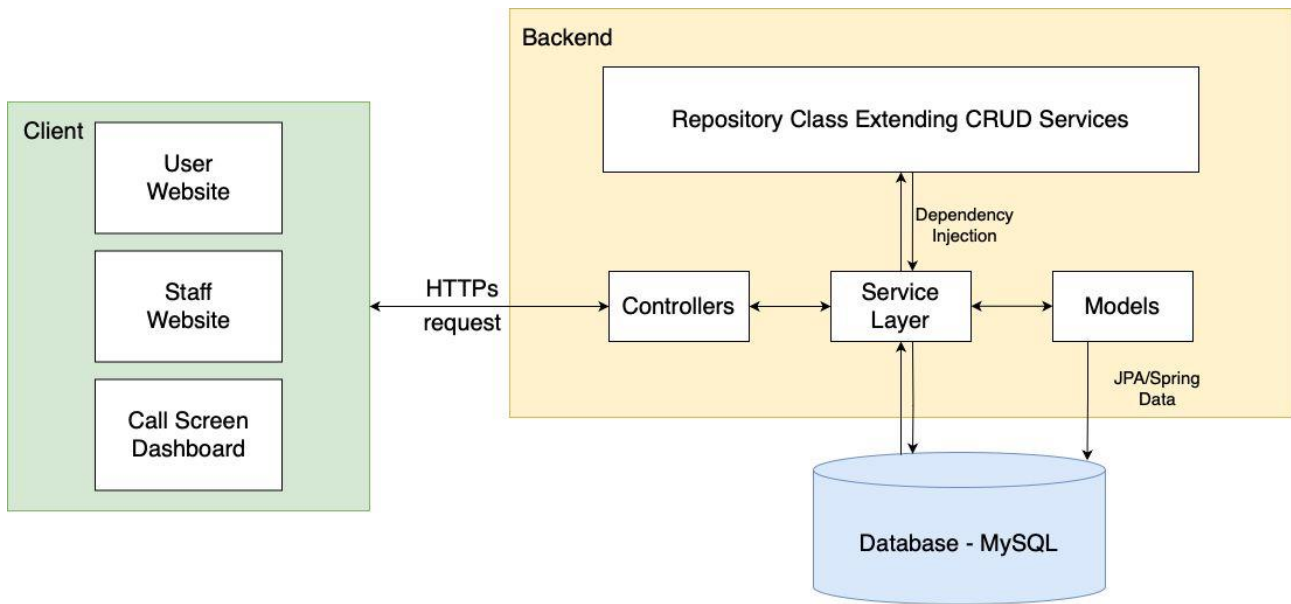 Backend
Repository Class Extending CRUD Services
Client
User
Website
Staff
Website
Call Screen
Dashboard
HTTPs
request
Dependency
Injection
Controllers
Service
Layer
Models
JPA/Spring
Data
Database - MySQL